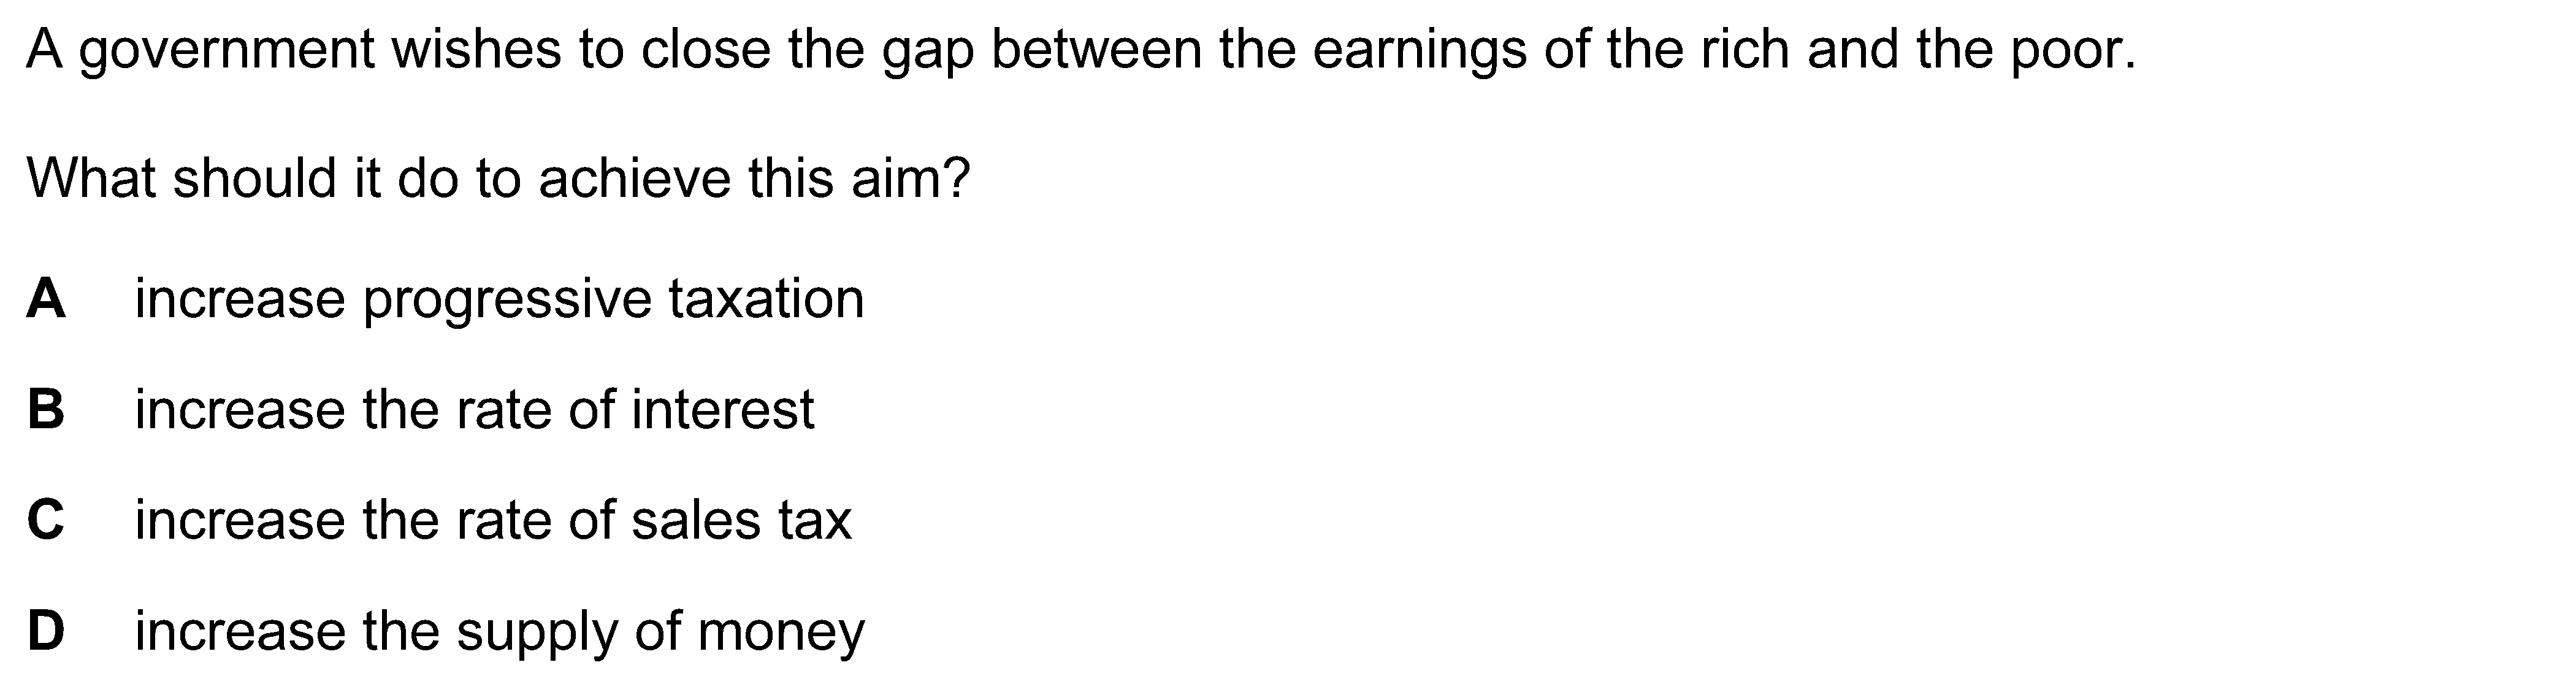 A government wishes to close the gap between the earnings of the rich and the poor.
What should it do to achieve this aim?
A increase progressive taxation
B increase the rate of interest
C increase the rate of sales tax
D increase the supply of money